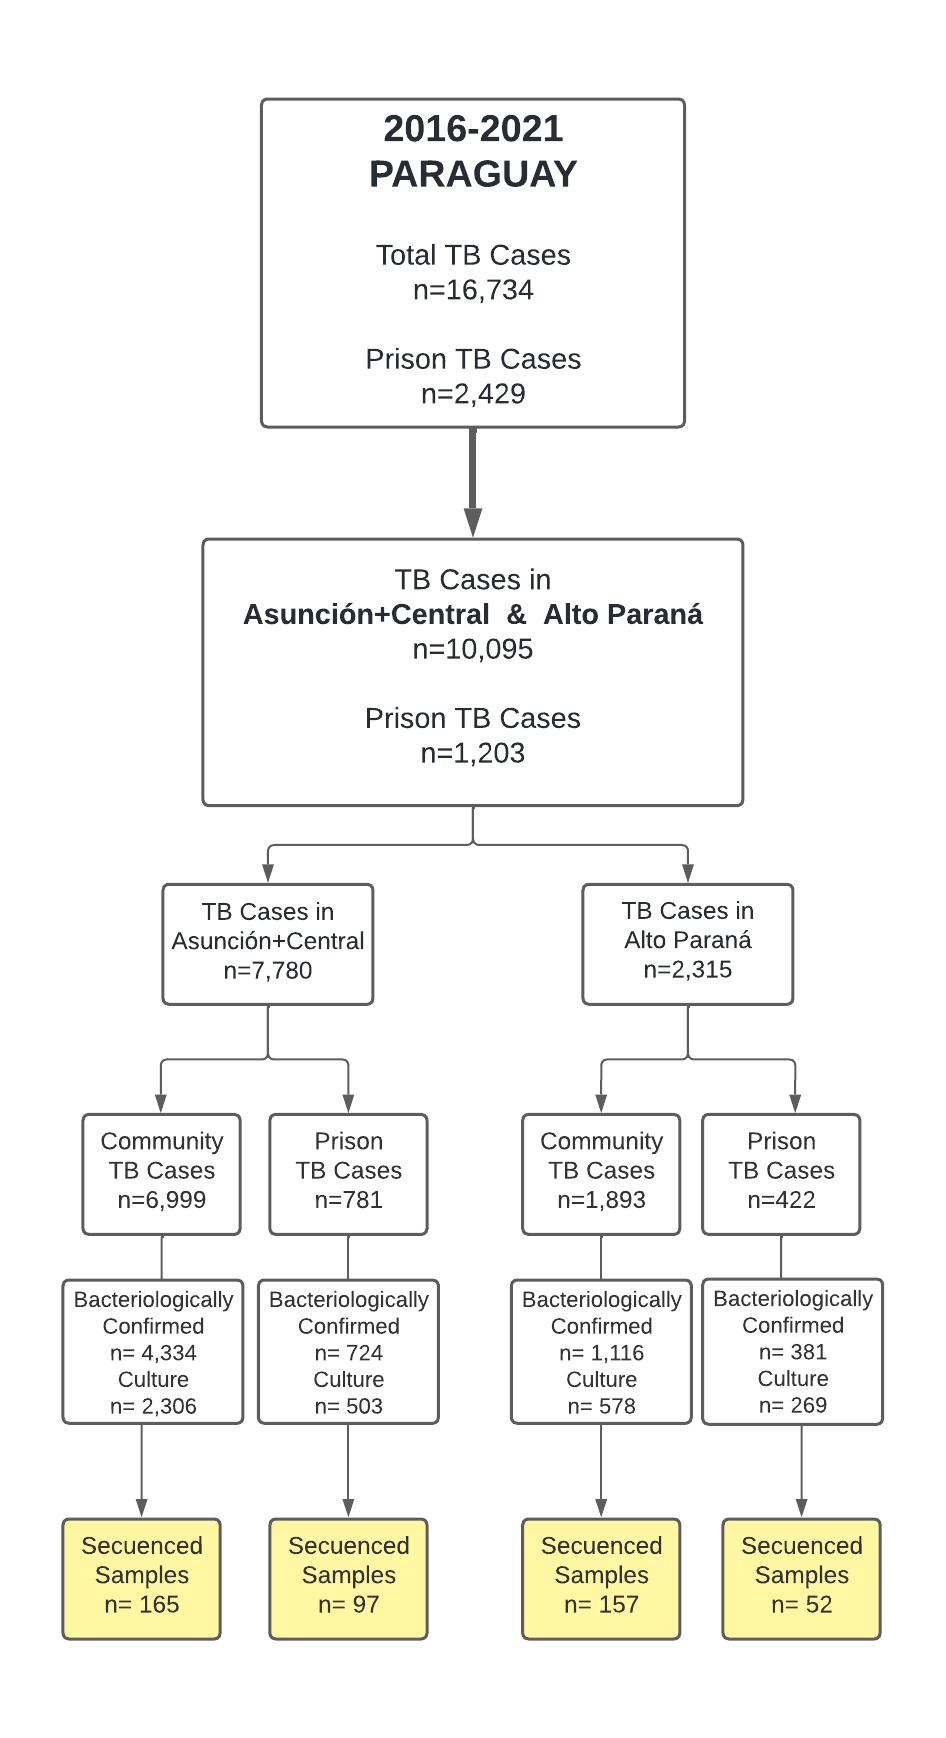 2016-2021
PARAGUAY
Total TB Cases
n=16,734
Prison TB Cases
n=2,429
TB Cases in
Asunción+Central & Alto Paraná
n=10,095
Prison TB Cases
n=1,203
TB Cases in
Asunción+Central
n=7,780
TB Cases in
Alto Paraná
n=2,315
Community
TB Cases
n=6,999
Prison
TB Cases
n=781
Community
TB Cases
n=1,893
Prison
TB Cases
n=422
Bacteriologically
Confirmed
n= 4,334
Culture
n= 2,306
Bacteriologically
Confirmed
n= 724
Culture
n= 503
Bacteriologically
Confirmed
n= 1,116
Culture
n= 578
Bacteriologically
Confirmed
n= 381
Culture
n= 269
Secuenced
Samples
n= 165
Secuenced
Samples
n= 97
Secuenced
Samples
n= 157
Secuenced
Samples
n= 52